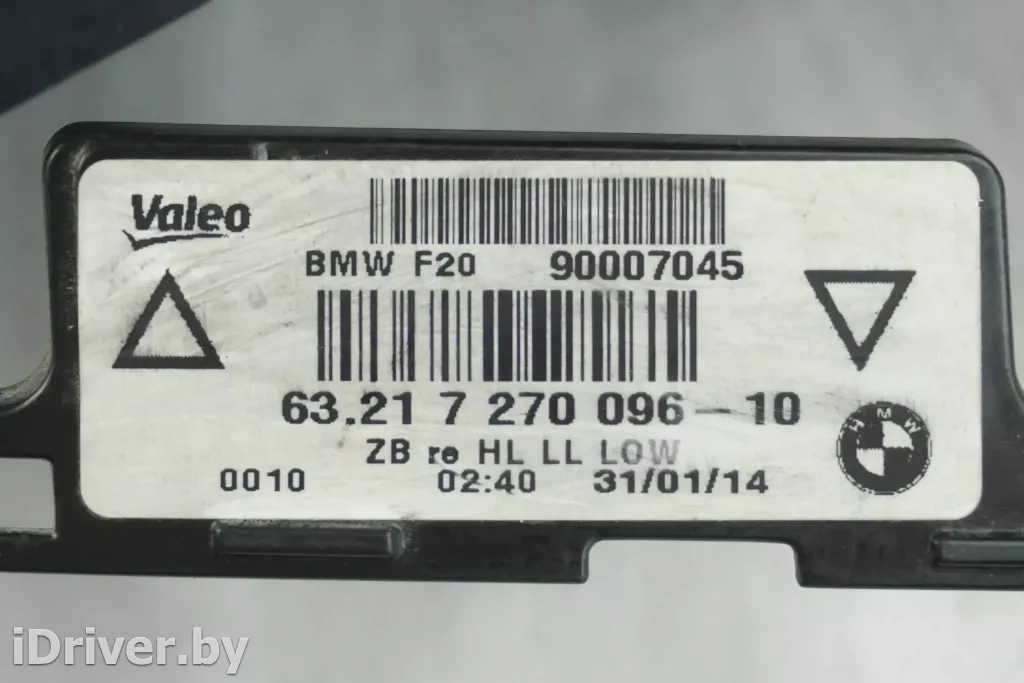 Valeo
BMW F20 90007045
63.21 7 270 096-10
ZB re HL LL LOW
0010 02:40 31/01/14
BMW
iDriver.by